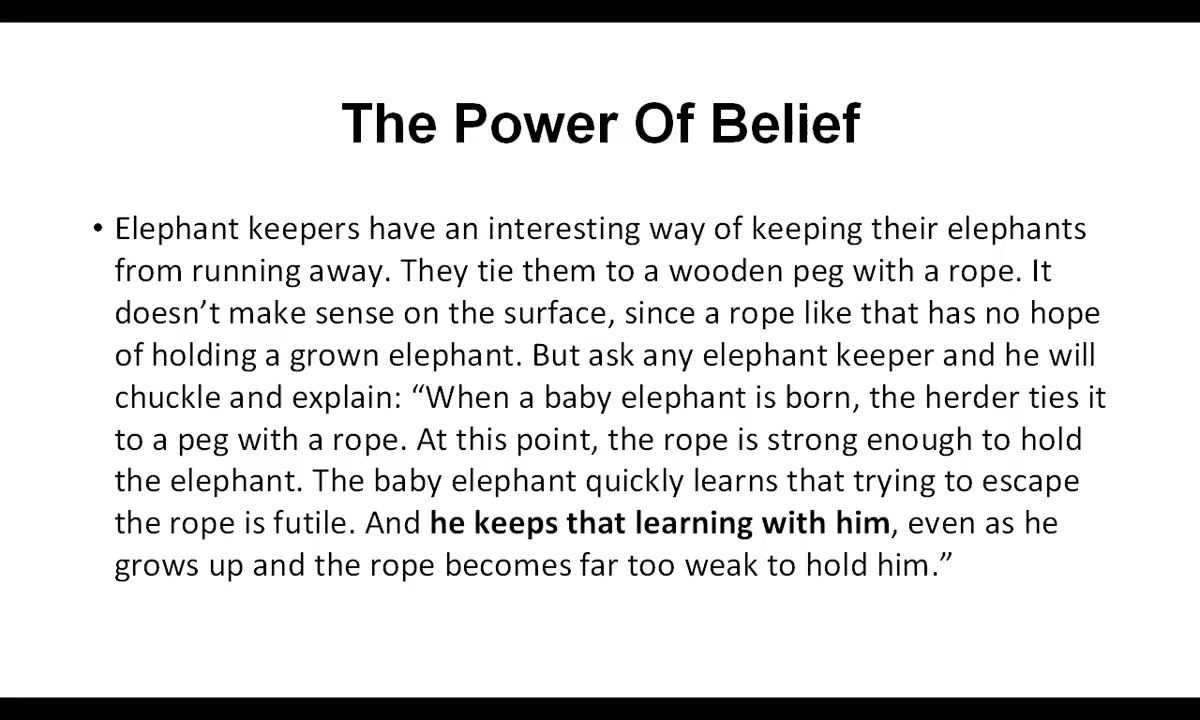 The Power Of Belief
• Elephant keepers have an interesting way of keeping their elephants
from running away. They tie them to a wooden peg with a rope. It
doesn’t make sense on the surface, since a rope like that has no hope
of holding a grown elephant. But ask any elephant keeper and he will
chuckle and explain: “When a baby elephant is born, the herder ties it
to a peg with a rope. At this point, the rope is strong enough to hold
the elephant. The baby elephant quickly learns that trying to escape
the rope is futile. And he keeps that learning with him, even as he
grows up and the rope becomes far too weak to hold him.”